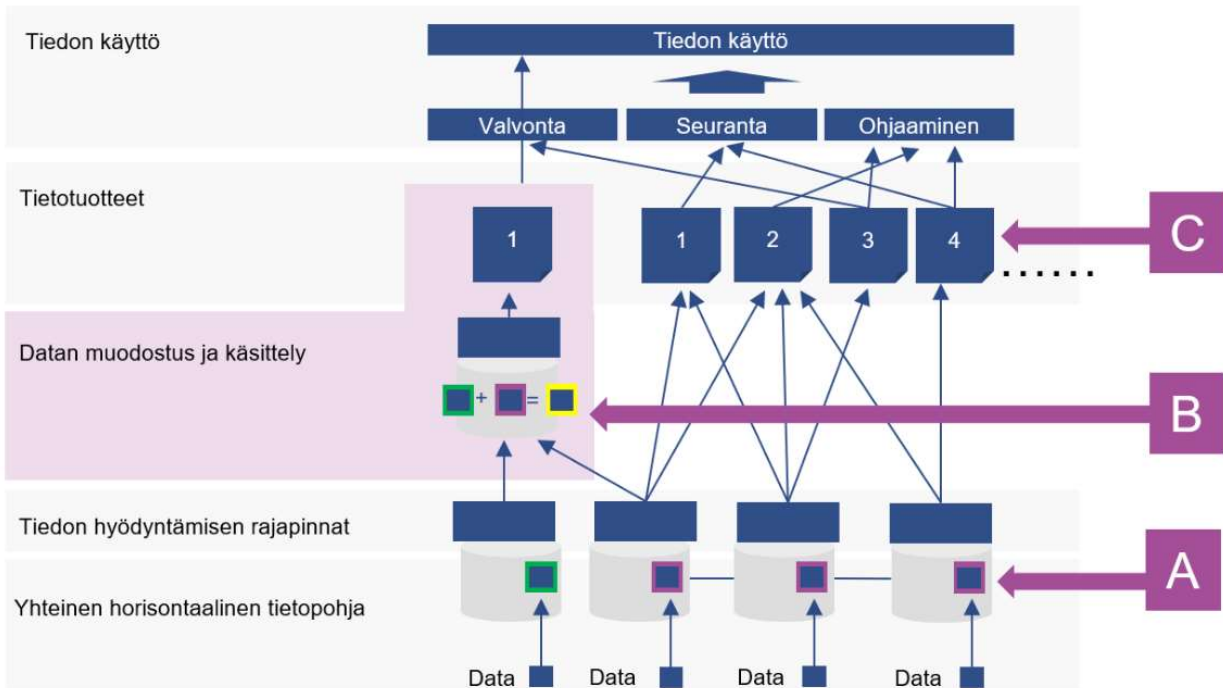 Tiedon käyttö
Tiedon käyttö
Valvonta
Seuranta
Ohjaaminen
Tietotuotteet
1
1
2
3
4
......
C
Datan muodostus ja käsittely
+
=
B
Tiedon hyödyntämisen rajapinnat
A
Yhteinen horisontaalinen tietopohja
Data
Data
Data
Data